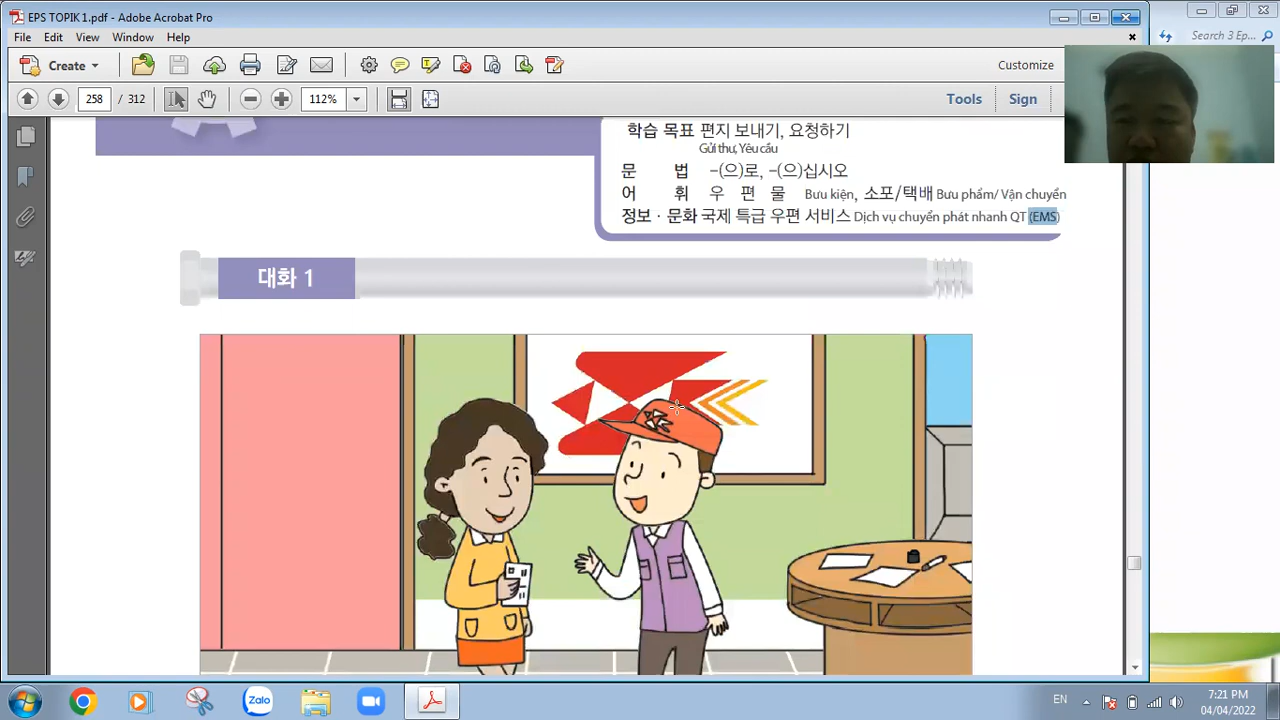 EPS TOPIK 1.pdf - Adobe Acrobat Pro
File Edit View Window Help
Search 3 Ep...
Create
Customize
258 / 312
112%
Tools
Sign
학습 목표 편지 보내기, 요청하기
Gửi thư, Yêu cầu
문 법 -(으)로, -(으)십시오
어 휘 우 편 물 Bưu kiện, 소포/택배 Bưu phẩm/ Vận chuyển
정보 · 문화 국제 특급 우편 서비스 Dịch vụ chuyển phát nhanh QT (EMS)
대화 1
Zalo
EN
7:21 PM
04/04/2022